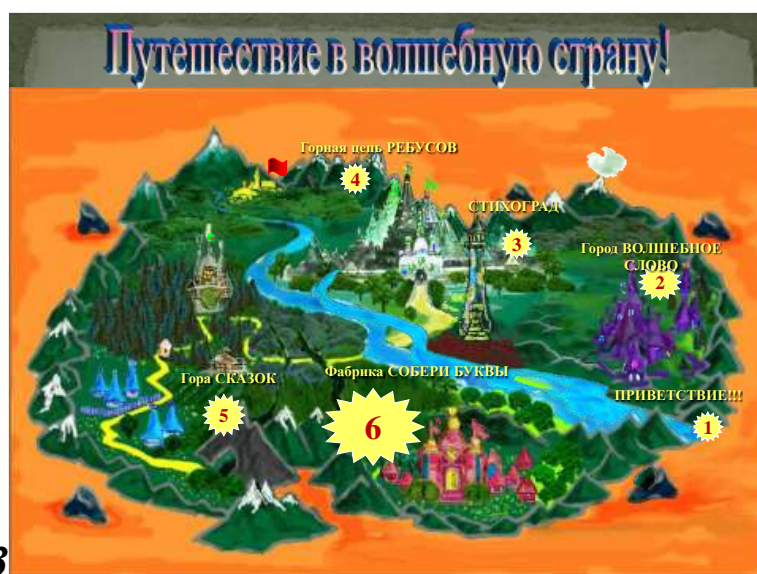 Путешествие в волшебную страну!
Горная цепь РЕБУСОВ
4
СТИХОГРАД
3
Город ВОЛШЕБНОЕ
СЛОВО
2
Фабрика СОБЕРИ БУКВЫ
6
Гора СКАЗОК
5
ПРИВЕТСТВИЕ!!!
1